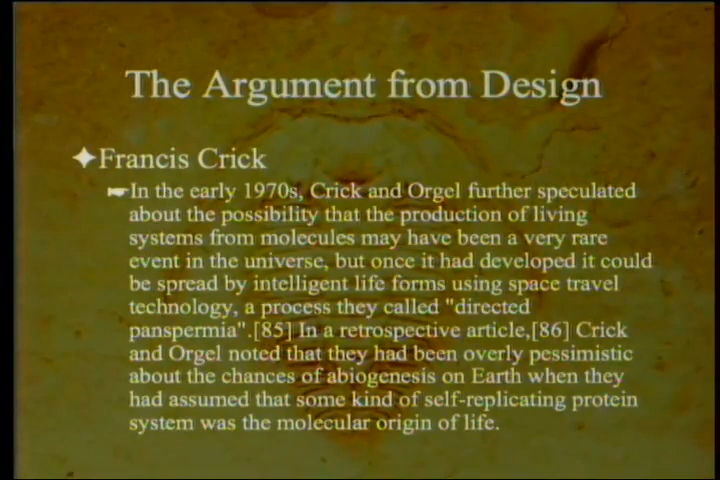 The Argument from Design
Francis Crick
In the early 1970s, Crick and Orgel further speculated
about the possibility that the production of living
systems from molecules may have been a very rare
event in the universe, but once it had developed it could
be spread by intelligent life forms using space travel
technology, a process they called "directed
panspermia".[85] In a retrospective article,[86] Crick
and Orgel noted that they had been overly pessimistic
about the chances of abiogenesis on Earth when they
had assumed that some kind of self-replicating protein
system was the molecular origin of life.